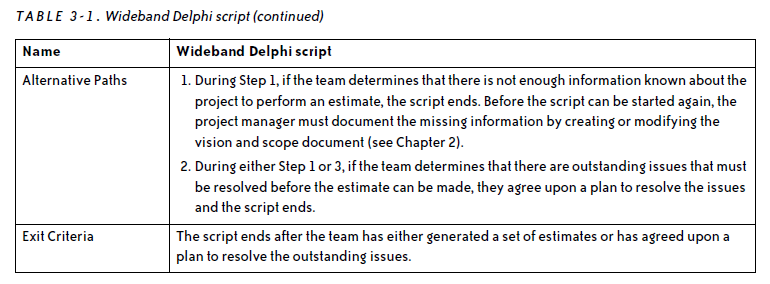 TABLE 3-1. Wideband Delphi script (continued)
Name Wideband Delphi script
Alternative Paths
1. During Step 1, if the team determines that there is not enough information known about the
project to perform an estimate, the script ends. Before the script can be started again, the
project manager must document the missing information by creating or modifying the
vision and scope document (see Chapter 2).
2. During either Step 1 or 3, if the team determines that there are outstanding issues that must
be resolved before the estimate can be made, they agree upon a plan to resolve the issues
and the script ends.
Exit Criteria
The script ends after the team has either generated a set of estimates or has agreed upon a
plan to resolve the outstanding issues.